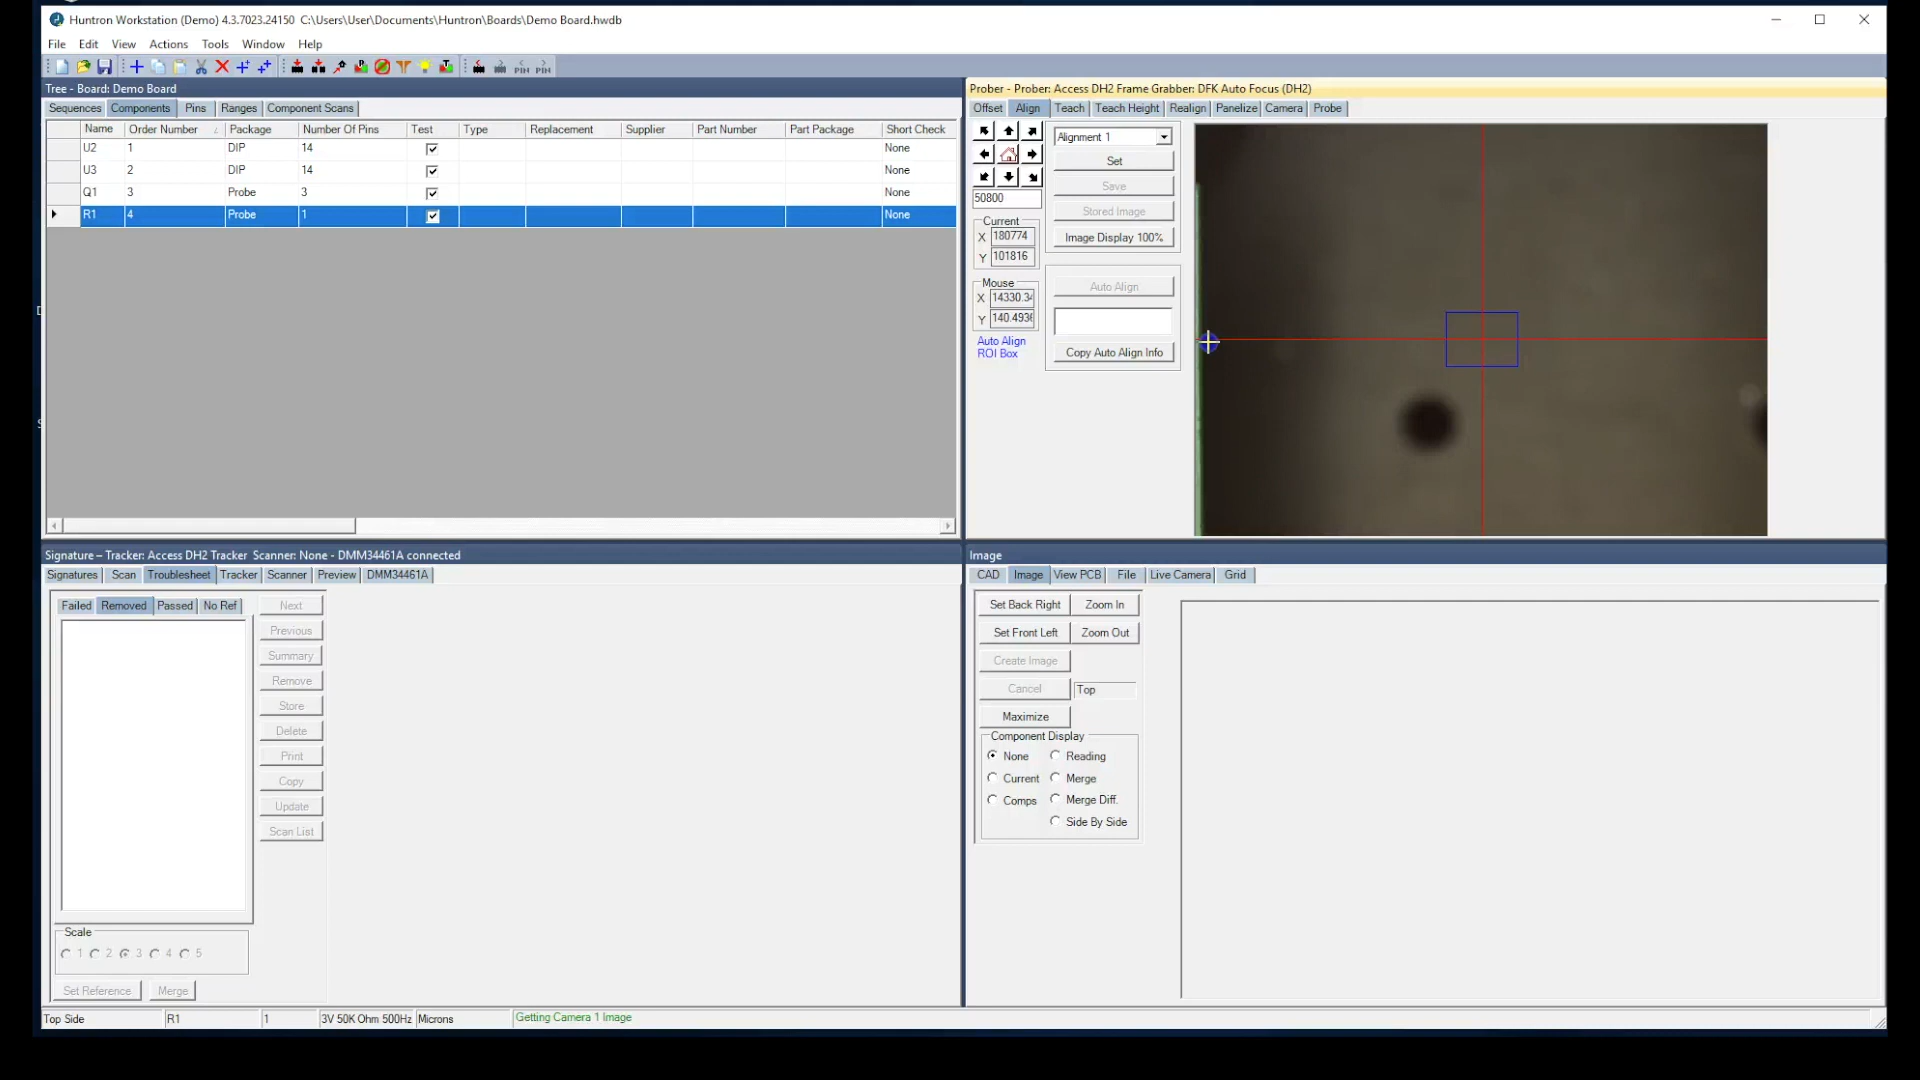 Huntron Workstation (Demo) 4.3.7023.24150 C:\Users\User\Documents\Huntron\Boards\Demo Board.hwdb
File Edit View Actions Tools Window Help
Tree - Board: Demo Board
Sequences Components Pins Ranges Component Scans
Name Order Number Package Number Of Pins Test Type Replacement Supplier Part Number Part Package Short Check
U2 1 DIP 14 None
U3 2 DIP 14 None
Q1 3 Probe 3 None
R1 4 Probe 1 None
Prober - Prober: Access DH2 Frame Grabber: DFK Auto Focus (DH2)
Offset Align Teach Teach Height Realign Panelize Camera Probe
Alignment 1
Set
Save
50800
Stored Image
Current
X 180774
Image Display 100%
Y 101816
Mouse
Auto Align
X 14330.34
Y 140.4936
Auto Align
ROI Box
Copy Auto Align Info
Signature – Tracker: Access DH2 Tracker Scanner: None - DMM34461A connected
Signatures Scan Troublesheet Tracker Scanner Preview DMM34461A
Failed Removed Passed No Ref
Next
Previous
Summary
Remove
Store
Delete
Print
Copy
Update
Scan List
Scale
1 2 3 4 5
Set Reference Merge
Image
CAD Image View PCB File Live Camera Grid
Set Back Right Zoom In
Set Front Left Zoom Out
Create Image
Cancel Top
Maximize
Component Display
None Reading
Current Merge
Comps Merge Diff.
Side By Side
Top Side R1 1 3V 50K Ohm 500Hz Microns Getting Camera 1 Image